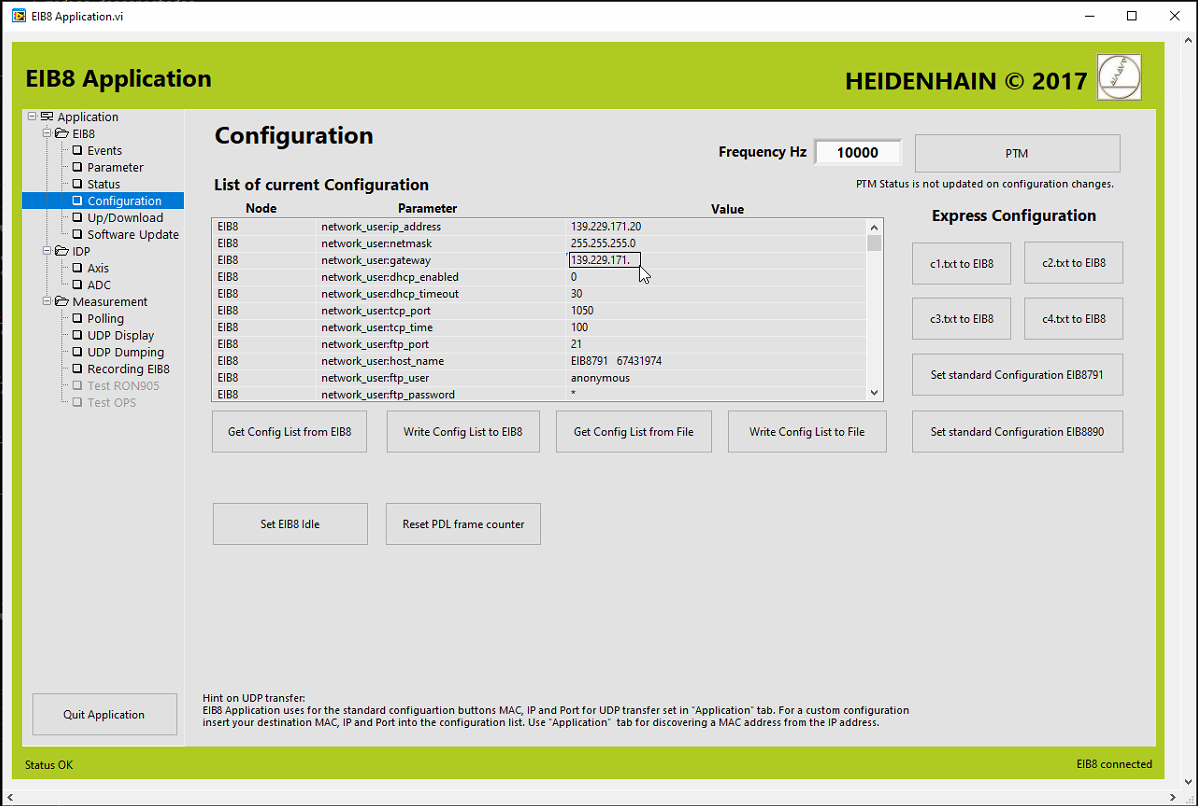 EIB8 Application.vi
EIB8 Application
HEIDENHAIN © 2017
Application
EIB8
Events
Parameter
Status
Configuration
Up/Download
Software Update
IDP
Axis
ADC
Measurement
Polling
UDP Display
UDP Dumping
Recording EIB8
Test RON905
Test OPS
Quit Application
Configuration
Frequency Hz 10000 PTM
PTM Status is not updated on configuration changes.
List of current Configuration
Node Parameter Value
EIB8 network_user:ip_address 139.229.171.20
EIB8 network_user:netmask 255.255.255.0
EIB8 network_user:gateway 139.229.171.
EIB8 network_user:dhcp_enabled 0
EIB8 network_user:dhcp_timeout 30
EIB8 network_user:tcp_port 1050
EIB8 network_user:tcp_time 100
EIB8 network_user:ftp_port 21
EIB8 network_user:host_name EIB8791 67431974
EIB8 network_user:ftp_user anonymous
EIB8 network_user:ftp_password *
Get Config List from EIB8 Write Config List to EIB8 Get Config List from File Write Config List to File
Set EIB8 Idle Reset PDL frame counter
Express Configuration
c1.txt to EIB8 c2.txt to EIB8
c3.txt to EIB8 c4.txt to EIB8
Set standard Configuration EIB8791
Set standard Configuration EIB8890
Hint on UDP transfer:
EIB8 Application uses for the standard configuartion buttons MAC, IP and Port for UDP transfer set in "Application" tab. For a custom configuration
insert your destination MAC, IP and Port into the configuration list. Use "Application" tab for discovering a MAC address from the IP address.
Status OK
EIB8 connected